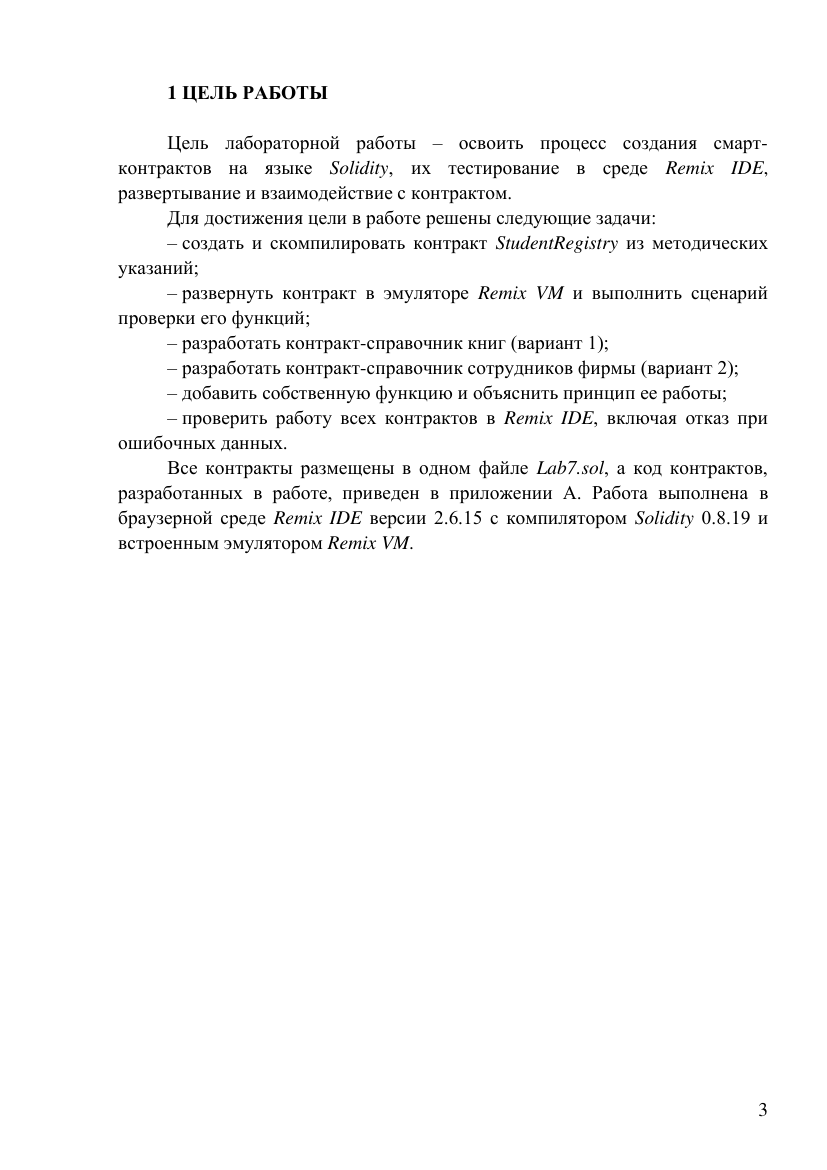 1 ЦЕЛЬ РАБОТЫ
Цель лабораторной работы – освоить процесс создания смарт-
контрактов на языке Solidity, их тестирование в среде Remix IDE,
развертывание и взаимодействие с контрактом.
Для достижения цели в работе решены следующие задачи:
– создать и скомпилировать контракт StudentRegistry из методических
указаний;
– развернуть контракт в эмуляторе Remix VM и выполнить сценарий
проверки его функций;
– разработать контракт-справочник книг (вариант 1);
– разработать контракт-справочник сотрудников фирмы (вариант 2);
– добавить собственную функцию и объяснить принцип ее работы;
– проверить работу всех контрактов в Remix IDE, включая отказ при
ошибочных данных.
Все контракты размещены в одном файле Lab7.sol, а код контрактов,
разработанных в работе, приведен в приложении А. Работа выполнена в
браузерной среде Remix IDE версии 2.6.15 с компилятором Solidity 0.8.19 и
встроенным эмулятором Remix VM.
3